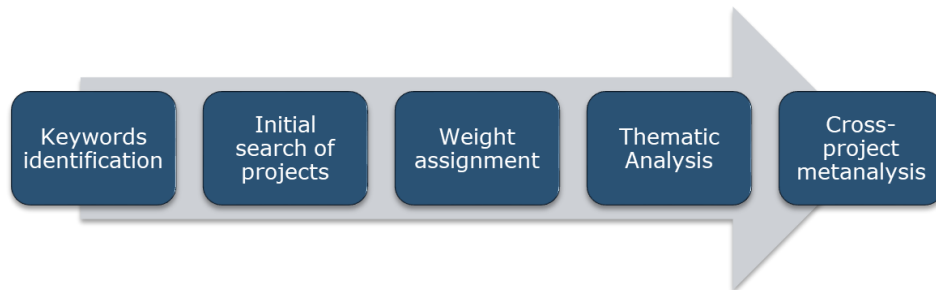 Keywords
identification
Initial
search of
projects
Weight
assignment
Thematic
Analysis
Cross-
project
metanalysis